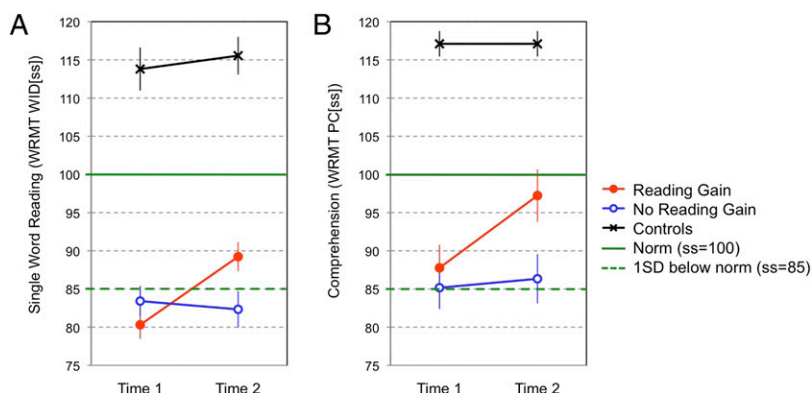 A
Single Word Reading (WRMT WID[ss])
120
115
110
105
100
95
90
85
80
75
Time 1 Time 2
B
Comprehension (WRMT PC[ss])
120
115
110
105
100
95
90
85
80
75
Time 1 Time 2
Reading Gain
No Reading Gain
Controls
Norm (ss=100)
1SD below norm (ss=85)